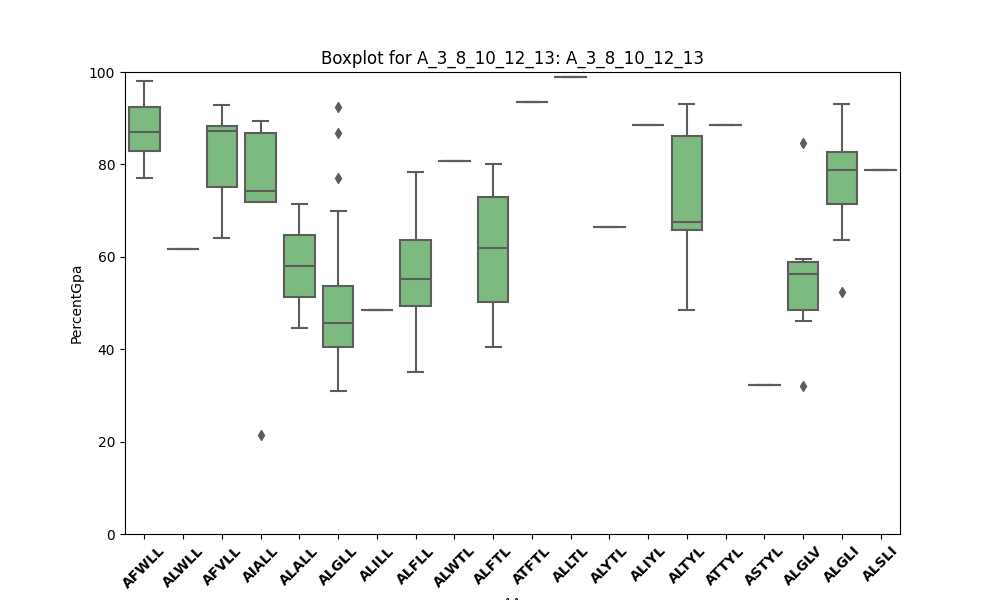 Boxplot for A_3_8_10_12_13: A_3_8_10_12_13
PercentGpa
100
80
60
40
20
0
AFWLL ALWLL AFVLL AIALL ALALL ALGLL ALILL ALFLL ALWTL ALFTL ATFTL ALLTL ALYTL ALIYL ALTYL ATTYL ASTYL ALGLV ALGLI ALSLI